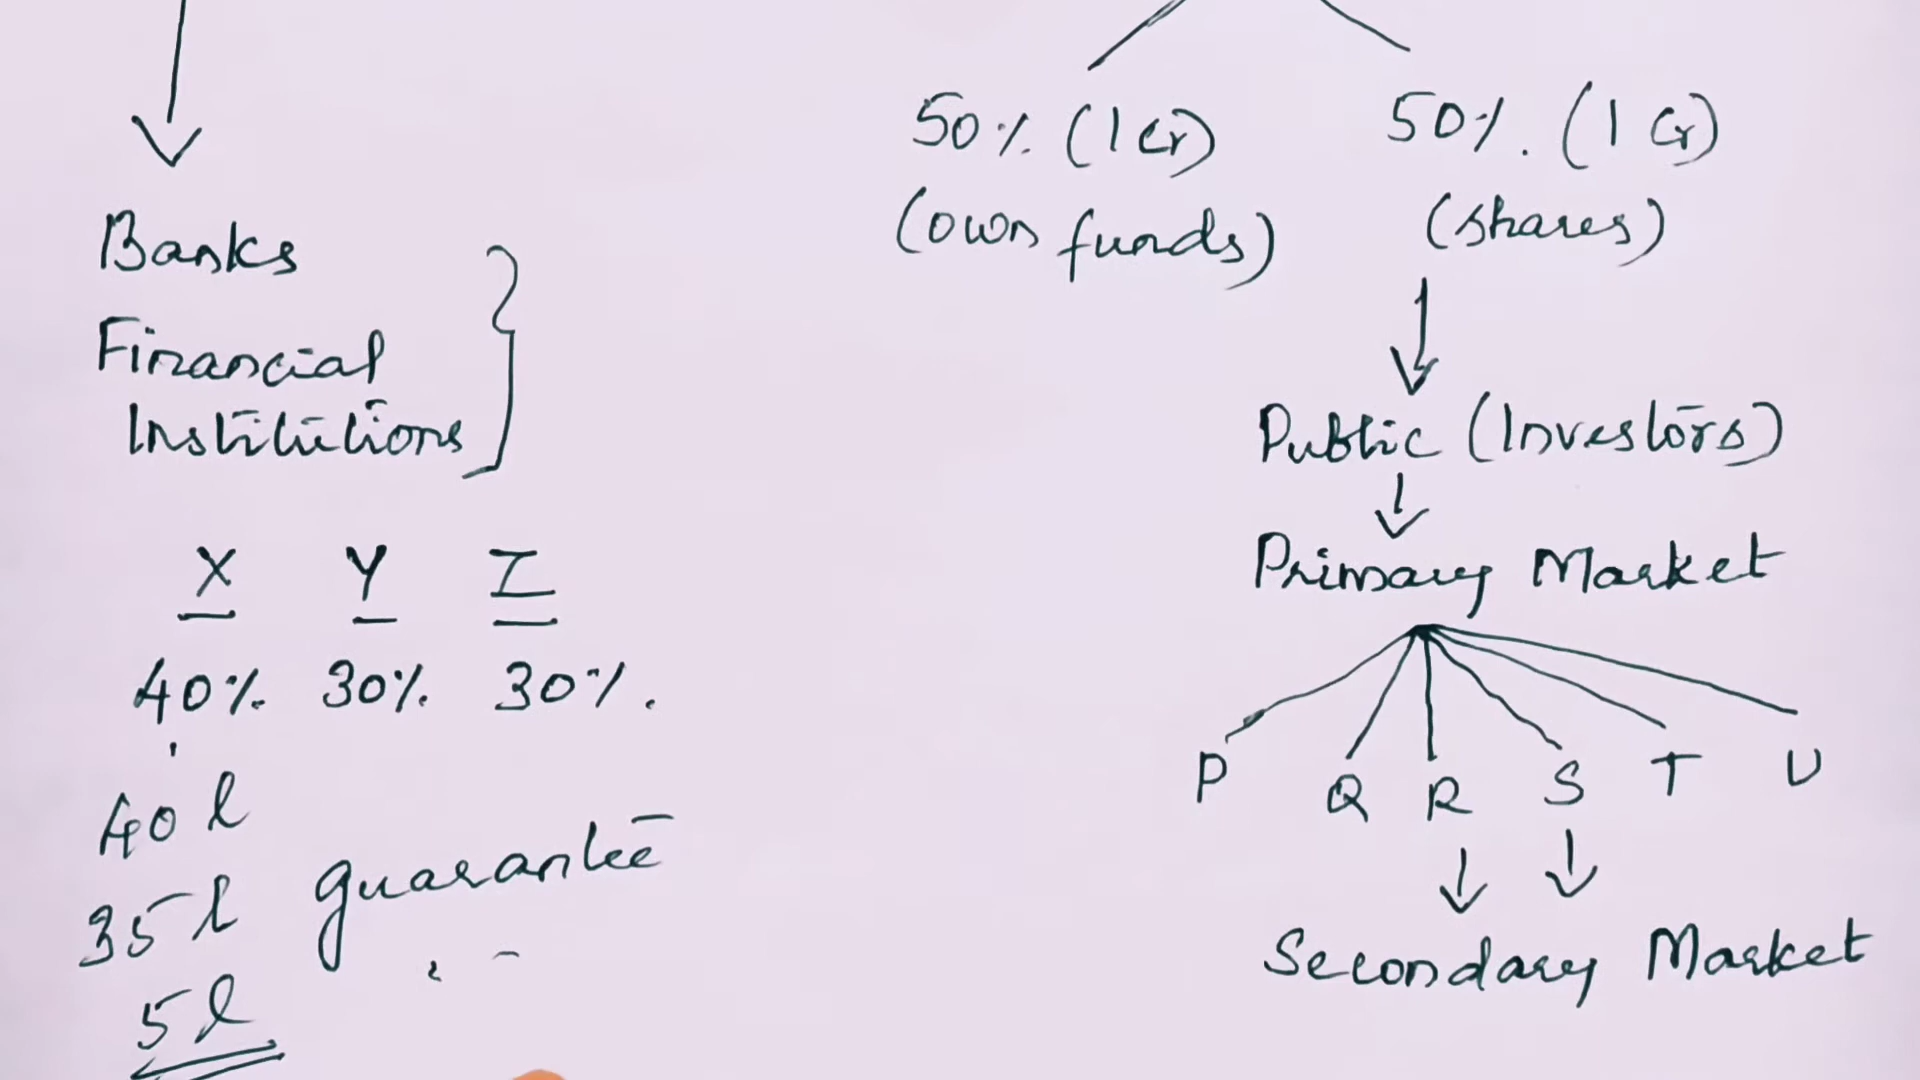 Banks
Financial
Institutions
X Y Z
40% 30% 30%.
40 l
35 l guarantee
5 l
50% (1 Cr) 50%. (1 Cr)
(own funds) (shares)
Public (Investors)
Primary Market
P Q R S T U
Secondary Market